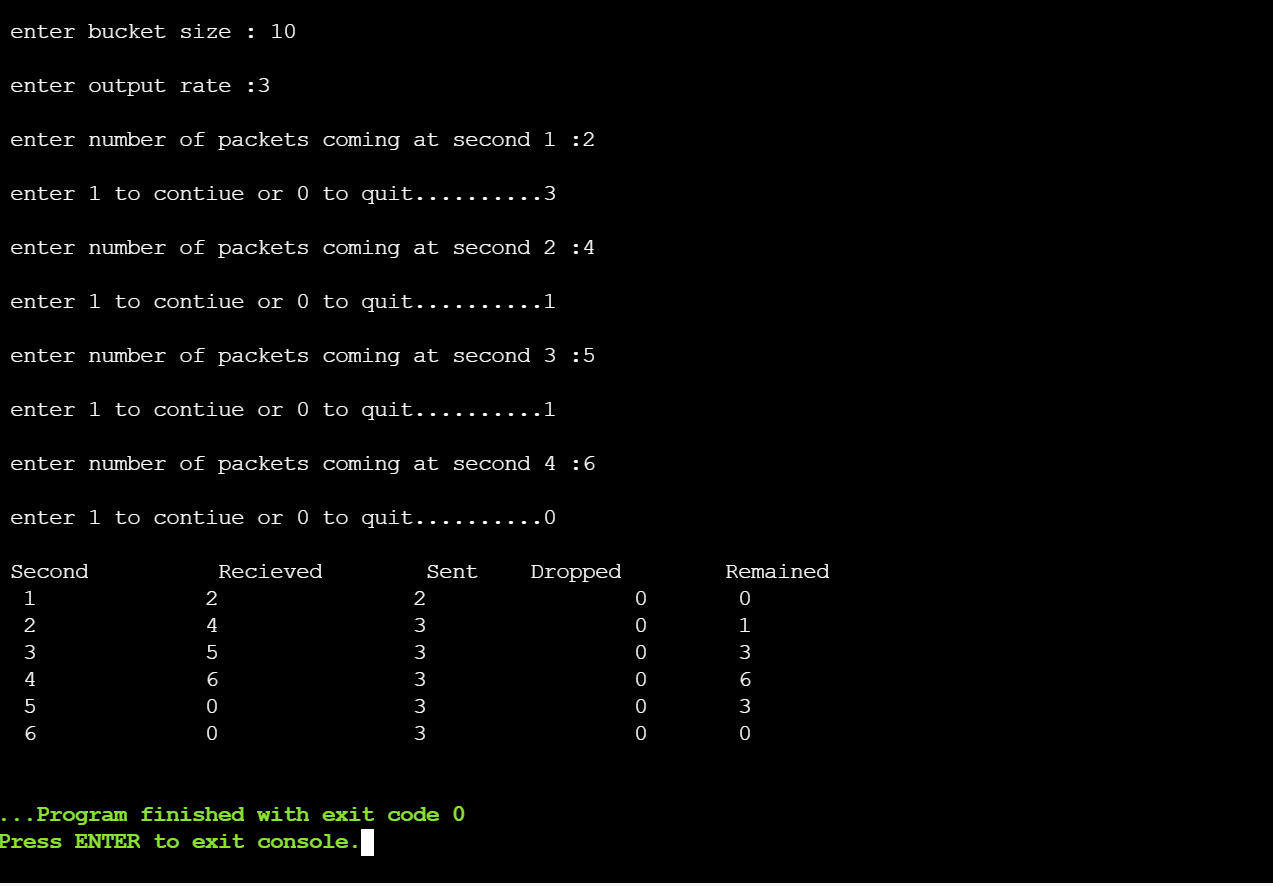 enter bucket size : 10
enter output rate :3
enter number of packets coming at second 1 :2
enter 1 to contiue or 0 to quit..........3
enter number of packets coming at second 2 :4
enter 1 to contiue or 0 to quit..........1
enter number of packets coming at second 3 :5
enter 1 to contiue or 0 to quit..........1
enter number of packets coming at second 4 :6
enter 1 to contiue or 0 to quit..........0
Second Recieved Sent Dropped Remained
1 2 2 0 0
2 4 3 0 1
3 5 3 0 3
4 6 3 0 6
5 0 3 0 3
6 0 3 0 0
...Program finished with exit code 0
Press ENTER to exit console.